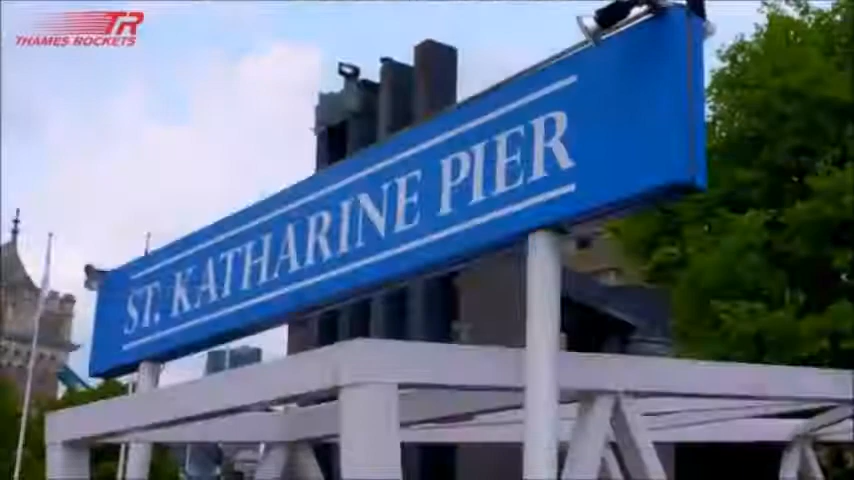 TR
THAMES ROCKETS
ST. KATHARINE PIER